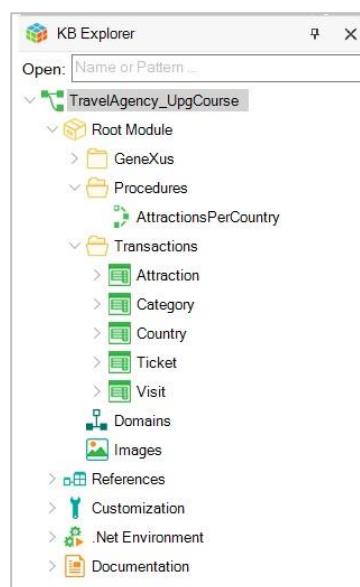 KB Explorer
Open: Name or Pattern ...
TravelAgency_UpgCourse
Root Module
GeneXus
Procedures
AttractionsPerCountry
Transactions
Attraction
Category
Country
Ticket
Visit
Domains
Images
References
Customization
.Net Environment
Documentation